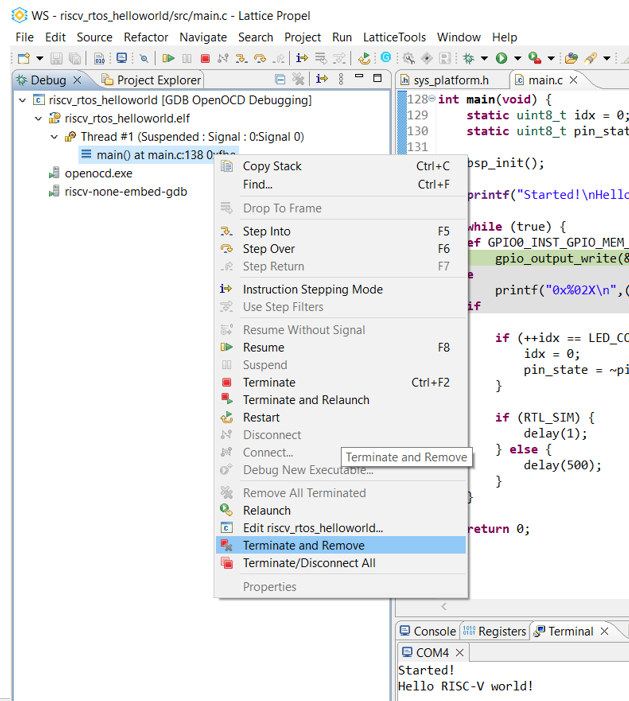 WS - riscv_rtos_helloworld/src/main.c - Lattice Propel
File Edit Source Refactor Navigate Search Project Run LatticeTools Window Help
Debug Project Explorer
riscv_rtos_helloworld [GDB OpenOCD Debugging]
riscv_rtos_helloworld.elf
Thread #1 (Suspended : Signal : 0:Signal 0)
main() at main.c:138
openocd.exe
riscv-none-embed-gdb
Copy Stack Ctrl+C
Find... Ctrl+F
Drop To Frame
Step Into F5
Step Over F6
Step Return F7
Instruction Stepping Mode
Use Step Filters
Resume Without Signal
Resume F8
Suspend
Terminate Ctrl+F2
Terminate and Relaunch
Restart
Disconnect
Connect...
Debug New Executable...
Remove All Terminated
Relaunch
Edit riscv_rtos_helloworld...
Terminate and Remove
Terminate/Disconnect All
Properties
Terminate and Remove
sys_platform.h main.c
128 int main(void) {
129 static uint8_t idx = 0;
130 static uint8_t pin_stat
131
bsp_init();
printf("Started!\nHello
while (true) {
ef GPIO0_INST_GPIO_MEM_
gpio_output_write(&
e
printf("0x%02X\n",(
if
if (++idx == LED_CO
idx = 0;
pin_state = ~pi
}
if (RTL_SIM) {
delay(1);
} else {
delay(500);
}
}
return 0;
Console Registers Terminal
COM4
Started!
Hello RISC-V world!